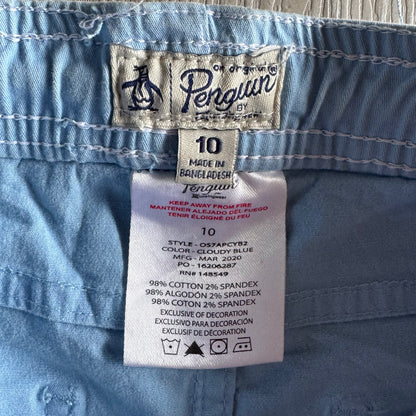 an original
Penguin
BY
10
MADE IN
BANGLADESH
Penguin
KEEP AWAY FROM FIRE
MANTENER ALEJADO DEL FUEGO
TENIR ÉLOIGNÉ DU FEU
10
STYLE - OS7APCYB2
COLOR - CLOUDY BLUE
MFG - MAR 2020
PO - 16206287
RN# 148549
98% COTTON 2% SPANDEX
98% ALGODÓN 2% SPANDEX
98% COTON 2% SPANDEX
EXCLUSIVE OF DECORATION
EXCLUSIVO DE DECORACIÓN
EXCLUSIF DE DÉCORATION